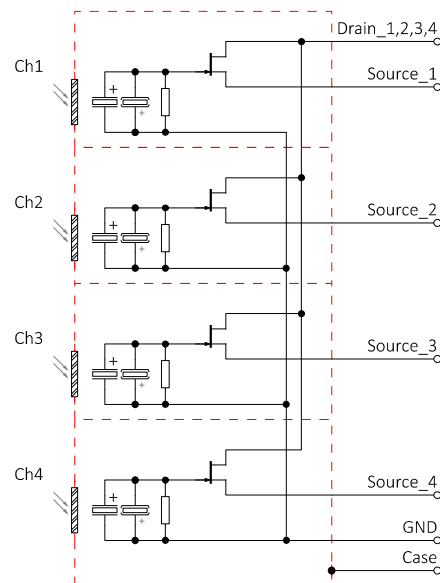 Drain_1,2,3,4
Ch1
Source_1
+
+
Ch2
Source_2
+
+
Ch3
Source_3
+
+
Ch4
Source_4
+
+
GND
Case